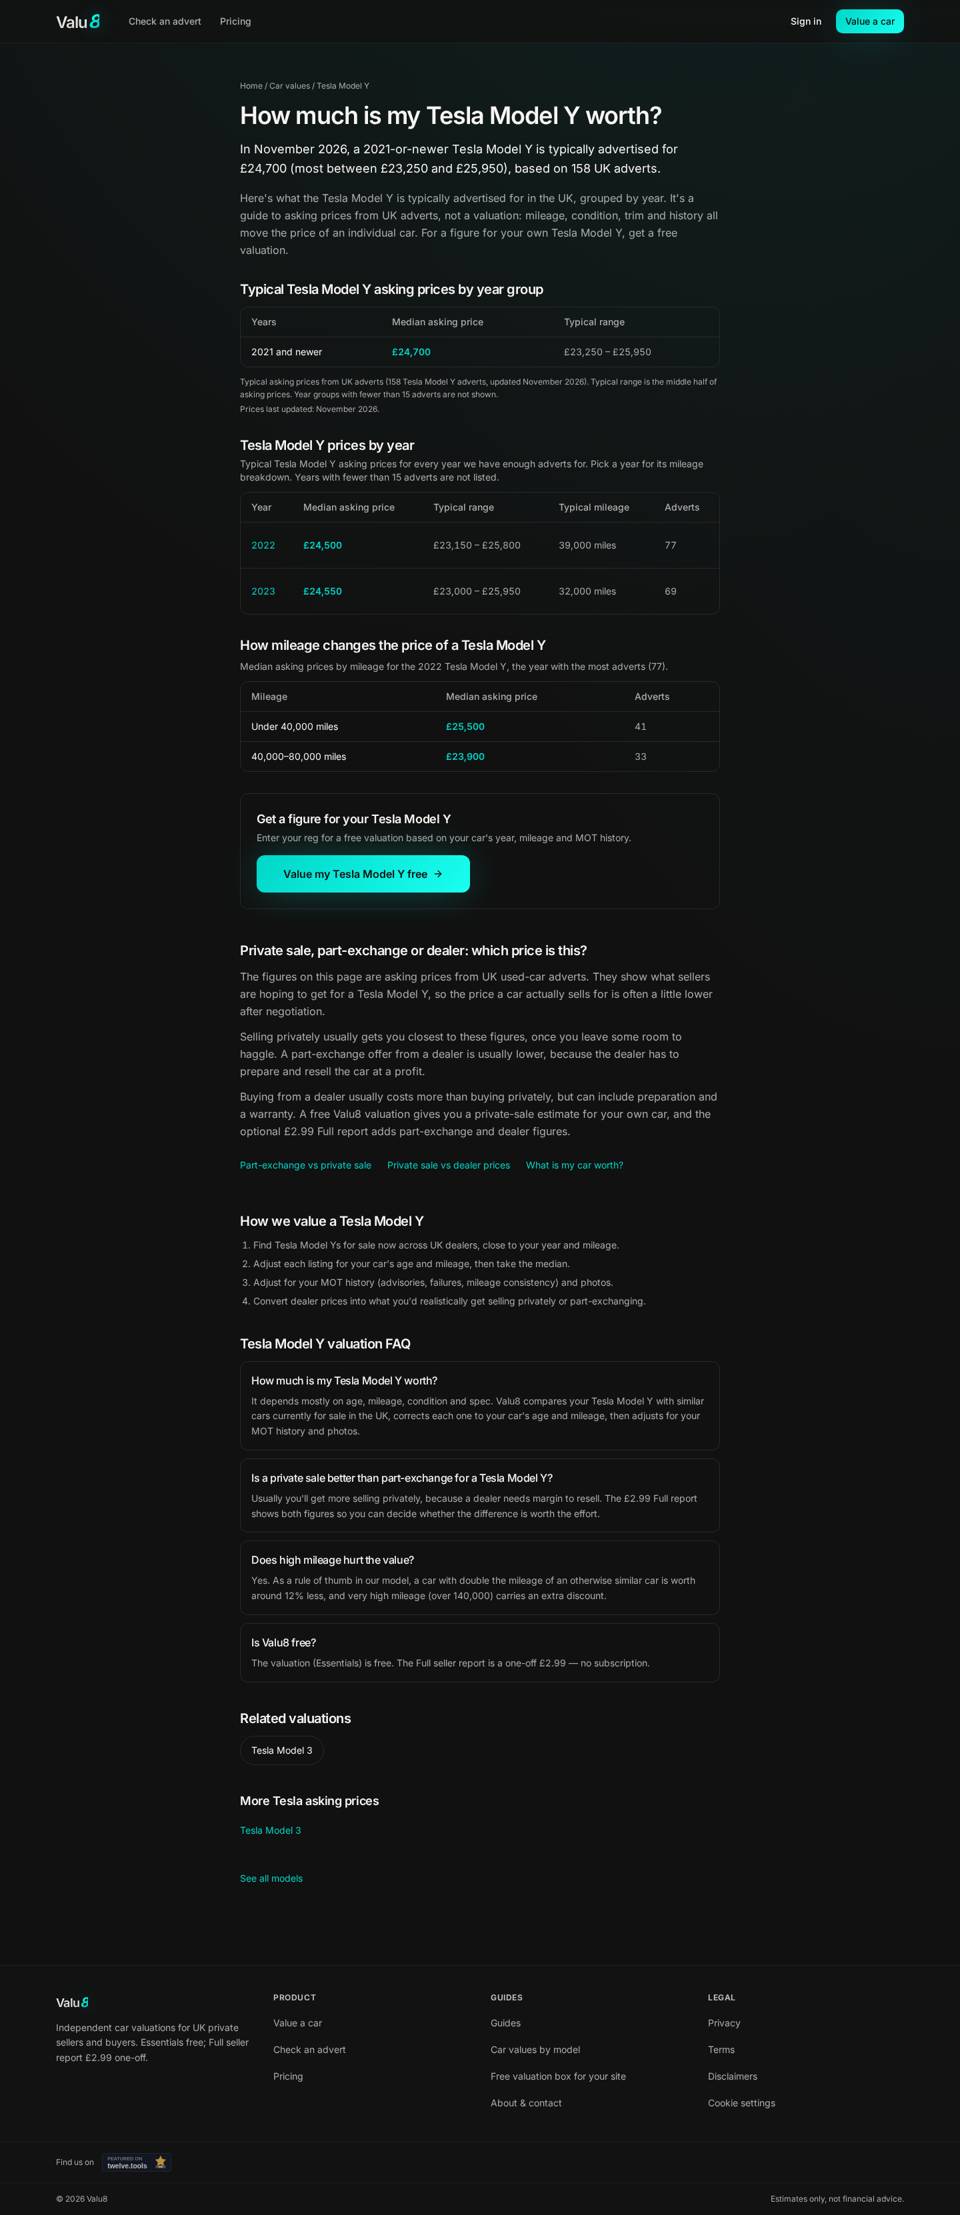 Valu8
Check an advert
Pricing
Sign in
Value a car
Home / Car values / Tesla Model Y
How much is my Tesla Model Y worth?
In November 2026, a 2021-or-newer Tesla Model Y is typically advertised for
£24,700 (most between £23,250 and £25,950), based on 158 UK adverts.
Here's what the Tesla Model Y is typically advertised for in the UK, grouped by year. It's a
guide to asking prices from UK adverts, not a valuation: mileage, condition, trim and history all
move the price of an individual car. For a figure for your own Tesla Model Y, get a free
valuation.
Typical Tesla Model Y asking prices by year group
Years Median asking price Typical range
2021 and newer £24,700 £23,250 – £25,950
Typical asking prices from UK adverts (158 Tesla Model Y adverts, updated November 2026). Typical range is the middle half of
asking prices. Year groups with fewer than 15 adverts are not shown.
Prices last updated: November 2026.
Tesla Model Y prices by year
Typical Tesla Model Y asking prices for every year we have enough adverts for. Pick a year for its mileage
breakdown. Years with fewer than 15 adverts are not listed.
Year Median asking price Typical range Typical mileage Adverts
2022 £24,500 £23,150 – £25,800 39,000 miles 77
2023 £24,550 £23,000 – £25,950 32,000 miles 69
How mileage changes the price of a Tesla Model Y
Median asking prices by mileage for the 2022 Tesla Model Y, the year with the most adverts (77).
Mileage Median asking price Adverts
Under 40,000 miles £25,500 41
40,000–80,000 miles £23,900 33
Get a figure for your Tesla Model Y
Enter your reg for a free valuation based on your car's year, mileage and MOT history.
Value my Tesla Model Y free →
Private sale, part-exchange or dealer: which price is this?
The figures on this page are asking prices from UK used-car adverts. They show what sellers
are hoping to get for a Tesla Model Y, so the price a car actually sells for is often a little lower
after negotiation.
Selling privately usually gets you closest to these figures, once you leave some room to
haggle. A part-exchange offer from a dealer is usually lower, because the dealer has to
prepare and resell the car at a profit.
Buying from a dealer usually costs more than buying privately, but can include preparation and
a warranty. A free Valu8 valuation gives you a private-sale estimate for your own car, and the
optional £2.99 Full report adds part-exchange and dealer figures.
Part-exchange vs private sale Private sale vs dealer prices What is my car worth?
How we value a Tesla Model Y
1. Find Tesla Model Ys for sale now across UK dealers, close to your year and mileage.
2. Adjust each listing for your car's age and mileage, then take the median.
3. Adjust for your MOT history (advisories, failures, mileage consistency) and photos.
4. Convert dealer prices into what you'd realistically get selling privately or part-exchanging.
Tesla Model Y valuation FAQ
How much is my Tesla Model Y worth?
It depends mostly on age, mileage, condition and spec. Valu8 compares your Tesla Model Y with similar
cars currently for sale in the UK, corrects each one to your car's age and mileage, then adjusts for your
MOT history and photos.
Is a private sale better than part-exchange for a Tesla Model Y?
Usually you'll get more selling privately, because a dealer needs margin to resell. The £2.99 Full report
shows both figures so you can decide whether the difference is worth the effort.
Does high mileage hurt the value?
Yes. As a rule of thumb in our model, a car with double the mileage of an otherwise similar car is worth
around 12% less, and very high mileage (over 140,000) carries an extra discount.
Is Valu8 free?
The valuation (Essentials) is free. The Full seller report is a one-off £2.99 — no subscription.
Related valuations
Tesla Model 3
More Tesla asking prices
Tesla Model 3
See all models
Valu8
Independent car valuations for UK private
sellers and buyers. Essentials free; Full seller
report £2.99 one-off.
PRODUCT
Value a car
Check an advert
Pricing
GUIDES
Guides
Car values by model
Free valuation box for your site
About & contact
LEGAL
Privacy
Terms
Disclaimers
Cookie settings
Find us on
FEATURED ON
twelve.tools
© 2026 Valu8
Estimates only, not financial advice.